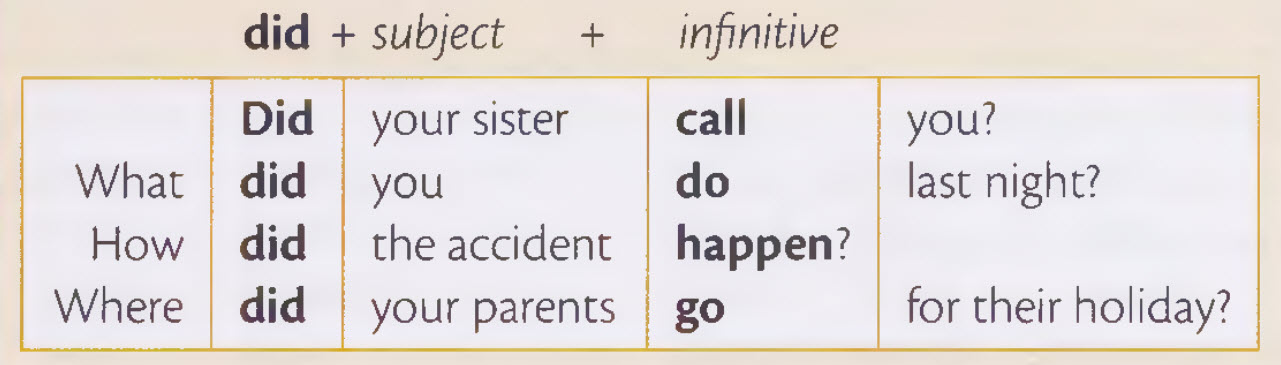 did + subject + infinitive
Did your sister call you?
What did you do last night?
How did the accident happen?
Where did your parents go for their holiday?